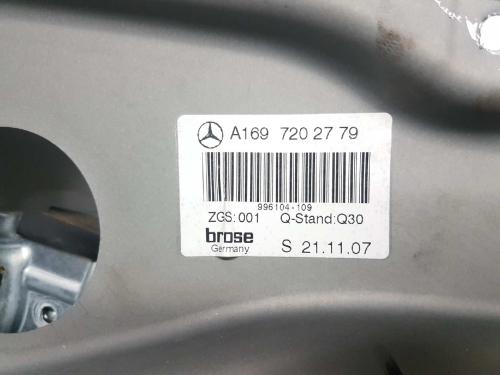 A169 720 27 79
996104-109
ZGS:001 Q-Stand:Q30
brose
Germany
S 21.11.07